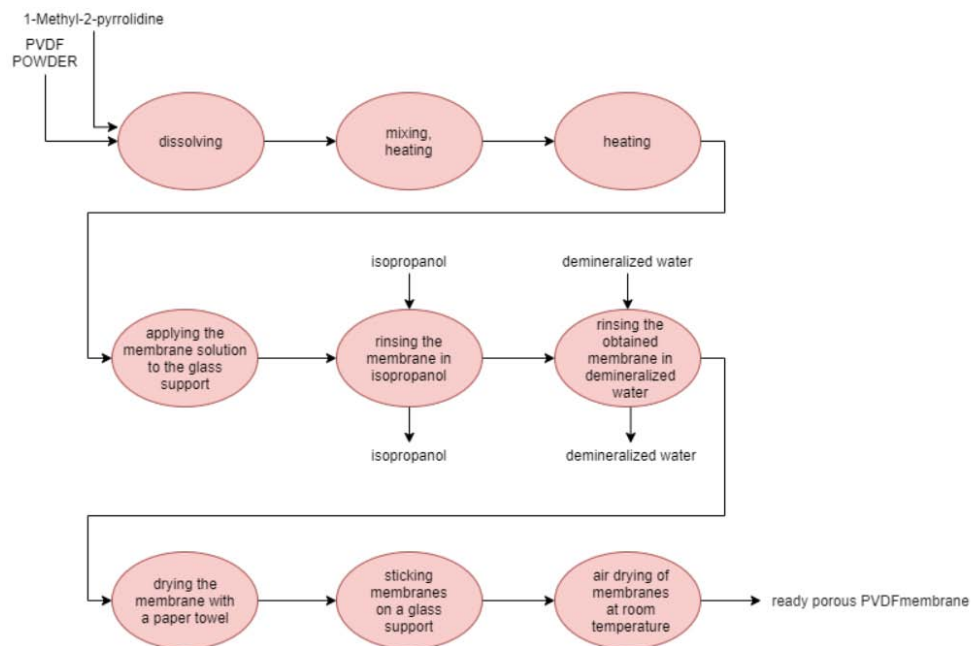 1-Methyl-2-pyrrolidine
PVDF
POWDER
dissolving
mixing,
heating
heating
isopropanol
demineralized water
applying the
membrane solution
to the glass
support
rinsing the
membrane in
isopropanol
rinsing the
obtained
membrane in
demineralized
water
isopropanol
demineralized water
drying the
membrane with
a paper towel
sticking
membranes
on a glass
support
air drying of
membranes
at room
temperature
ready porous PVDFmembrane